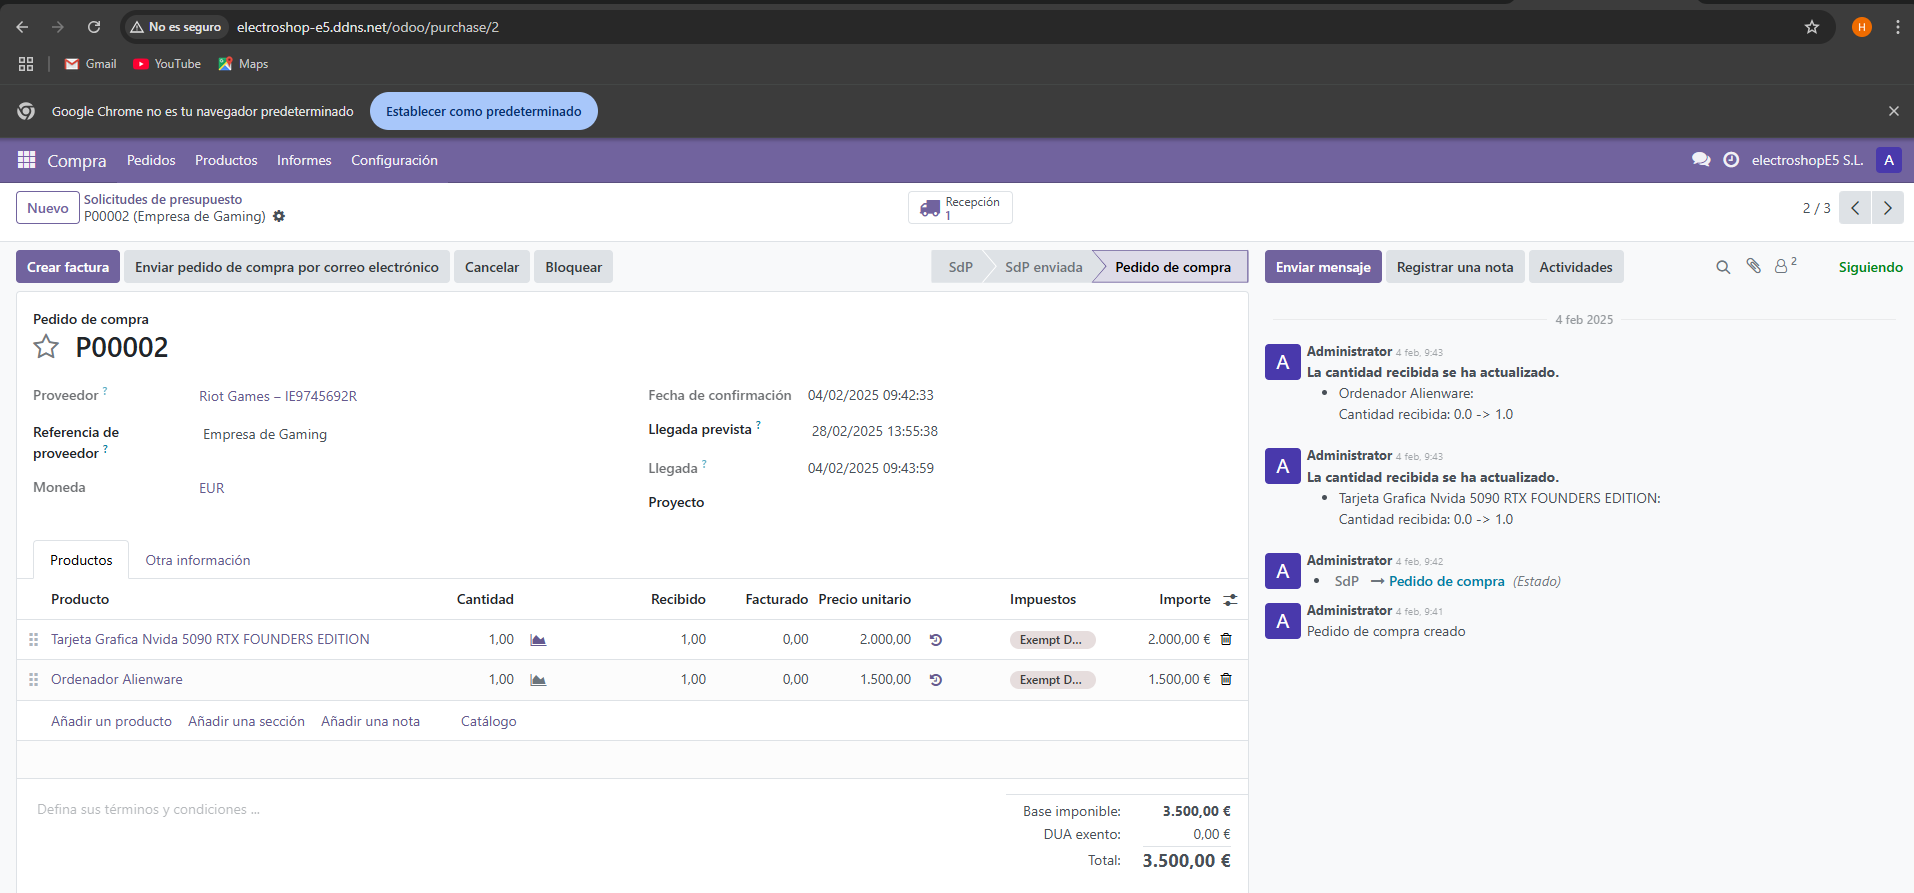 No es seguro electroshop-e5.ddns.net/odoo/purchase/2 H
Gmail YouTube Maps
Google Chrome no es tu navegador predeterminado Establecer como predeterminado
Compra Pedidos Productos Informes Configuración electroshopE5 S.L. A
Nuevo
Solicitudes de presupuesto
P00002 (Empresa de Gaming)
Recepción
1
2 / 3
Crear factura Enviar pedido de compra por correo electrónico Cancelar Bloquear
SdP SdP enviada Pedido de compra
Enviar mensaje Registrar una nota Actividades 2 Siguiendo
Pedido de compra
P00002
Proveedor ? Riot Games – IE9745692R
Referencia de proveedor ? Empresa de Gaming
Moneda EUR
Fecha de confirmación 04/02/2025 09:42:33
Llegada prevista ? 28/02/2025 13:55:38
Llegada ? 04/02/2025 09:43:59
Proyecto
Productos Otra información
Producto Cantidad Recibido Facturado Precio unitario Impuestos Importe
Tarjeta Grafica Nvida 5090 RTX FOUNDERS EDITION 1,00 1,00 0,00 2.000,00 Exempt D... 2.000,00 €
Ordenador Alienware 1,00 1,00 0,00 1.500,00 Exempt D... 1.500,00 €
Añadir un producto Añadir una sección Añadir una nota Catálogo
Defina sus términos y condiciones ...
Base imponible: 3.500,00 €
DUA exento: 0,00 €
Total: 3.500,00 €
4 feb 2025
A Administrator 4 feb, 9:43
La cantidad recibida se ha actualizado.
• Ordenador Alienware:
Cantidad recibida: 0.0 -> 1.0
A Administrator 4 feb, 9:43
La cantidad recibida se ha actualizado.
• Tarjeta Grafica Nvida 5090 RTX FOUNDERS EDITION:
Cantidad recibida: 0.0 -> 1.0
A Administrator 4 feb, 9:42
• SdP → Pedido de compra (Estado)
A Administrator 4 feb, 9:41
Pedido de compra creado